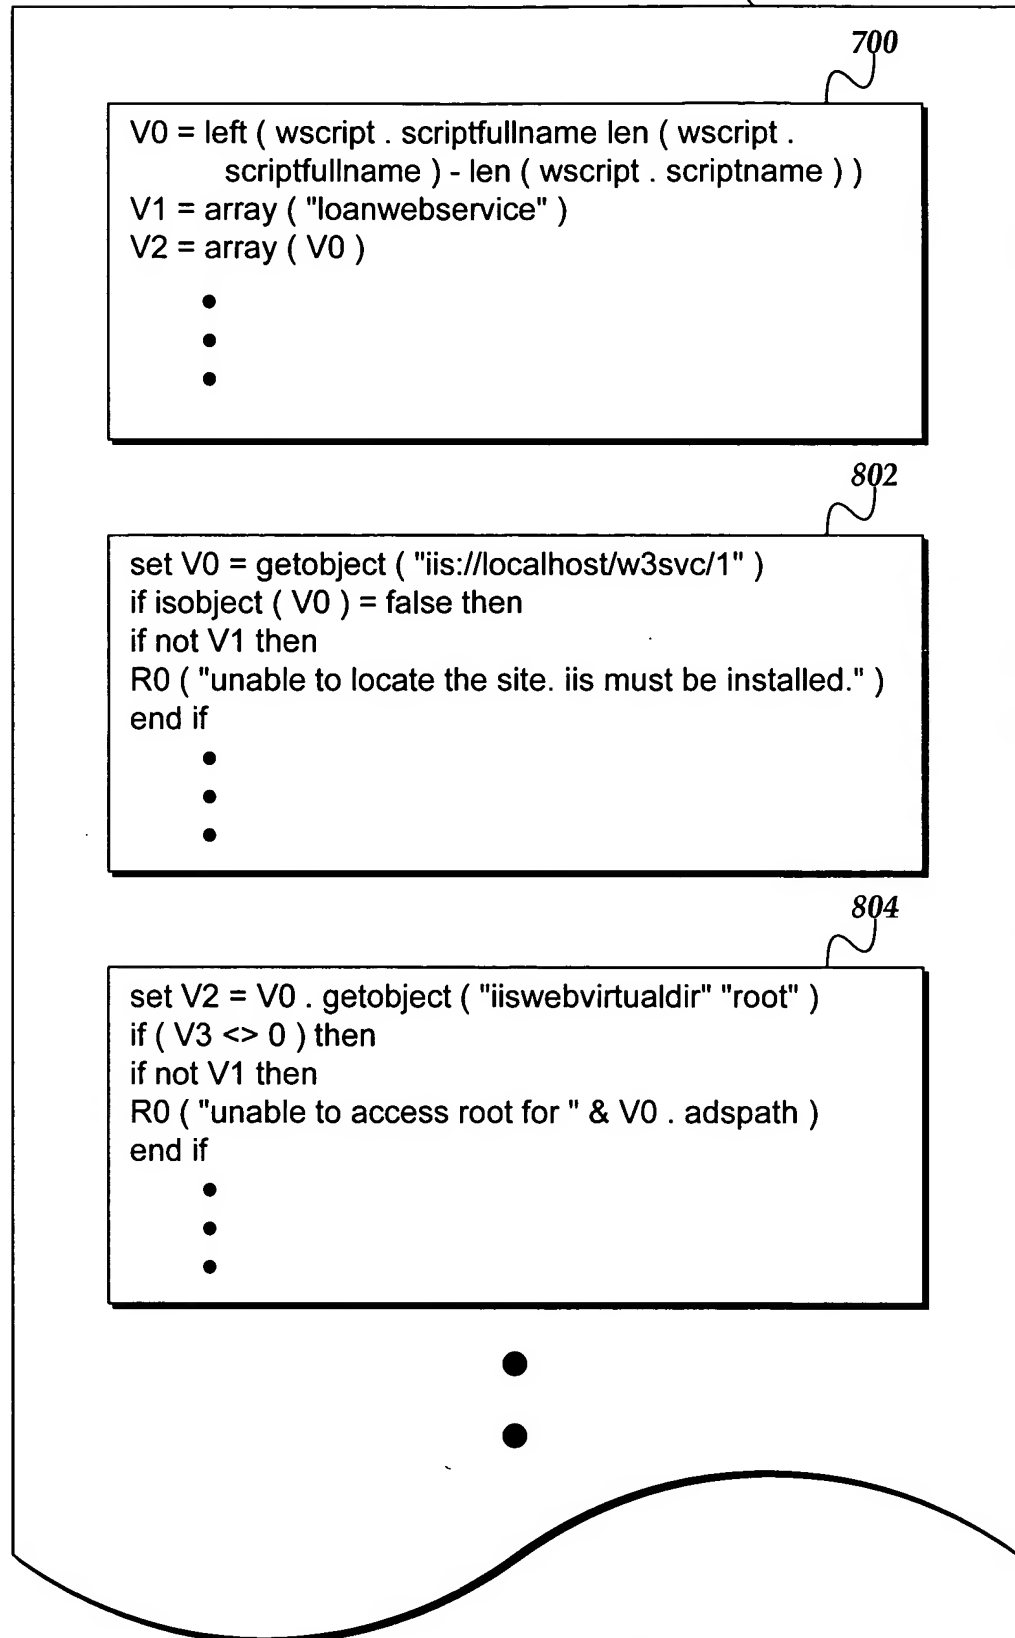 700
V0 = left ( wscript . scriptfullname len ( wscript .
scriptfullname ) - len ( wscript . scriptname ) )
V1 = array ( "loanwebservice" )
V2 = array ( V0 )
802
set V0 = getobject ( "iis://localhost/w3svc/1" )
if isobject ( V0 ) = false then
if not V1 then
R0 ( "unable to locate the site. iis must be installed." )
end if
804
set V2 = V0 . getobject ( "iiswebvirtualdir" "root" )
if ( V3 <> 0 ) then
if not V1 then
R0 ( "unable to access root for " & V0 . adspath )
end if